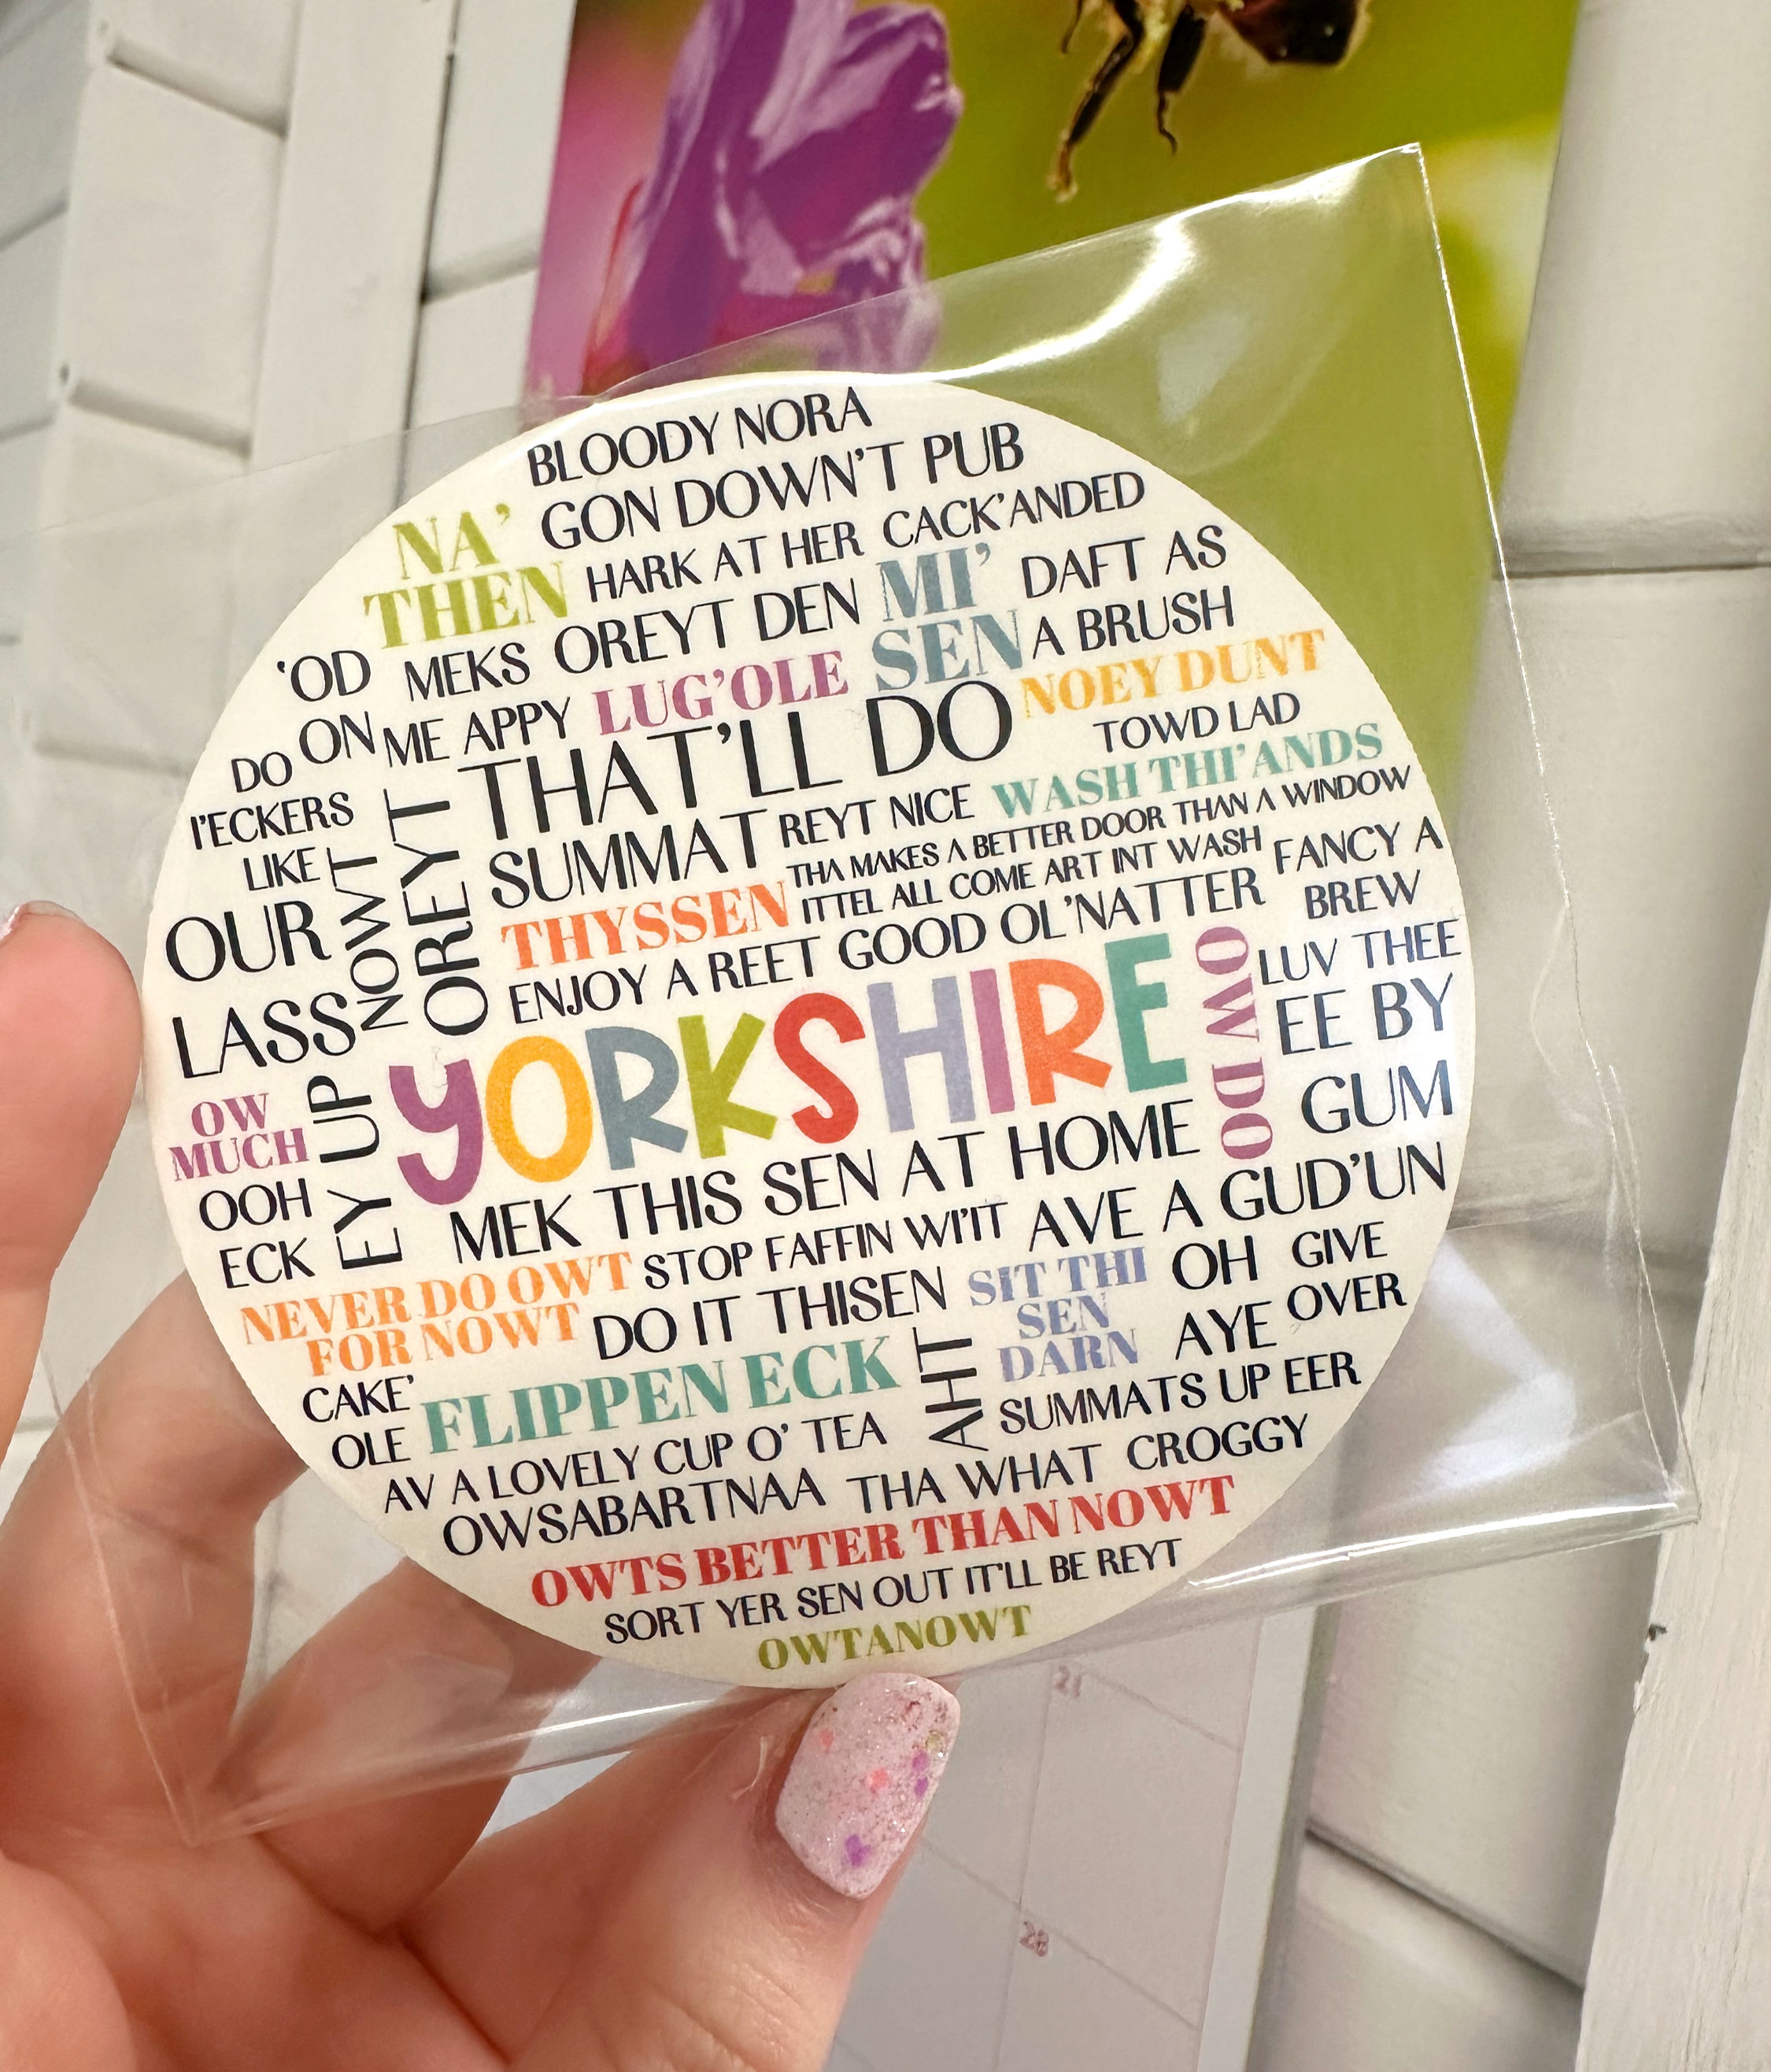 BLOODY NORA
GON DOWN'T PUB
NA'
THEN
HARK AT HER
CACK'ANDED
'OD
ON
MEKS
ME APPY
OREYT DEN
MI'
SEN
DAFT AS
A BRUSH
LUG'OLE
NOEY DUNT
DO
I'ECKERS
LIKE
THAT'LL DO
TOWD LAD
SUMMAT
REYT NICE
WASH THI'ANDS
THA MAKES A BETTER DOOR THAN A WINDOW
ITTEL ALL COME ART INT WASH
FANCY A
BREW
OUR
LASS
NOWT
OREYT
THYSSEN
ENJOY A REET GOOD OL'NATTER
LUV THEE
YORKSHIRE
OW DO
EE BY
GUM
OW
MUCH
EY UP
OOH
ECK
MEK THIS SEN AT HOME
NEVER DO OWT
FOR NOWT
STOP FAFFIN WI'IT
AVE A GUD'UN
DO IT THISEN
SIT THI
SEN
DARN
OH
AYE
GIVE
OVER
CAKE'
OLE
FLIPPEN ECK
AHT
SUMMATS UP EER
AV A LOVELY CUP O' TEA
OWSABARTNAA
THA WHAT
CROGGY
OWTS BETTER THAN NOWT
SORT YER SEN OUT
IT'LL BE REYT
OWTANOWT
21
28